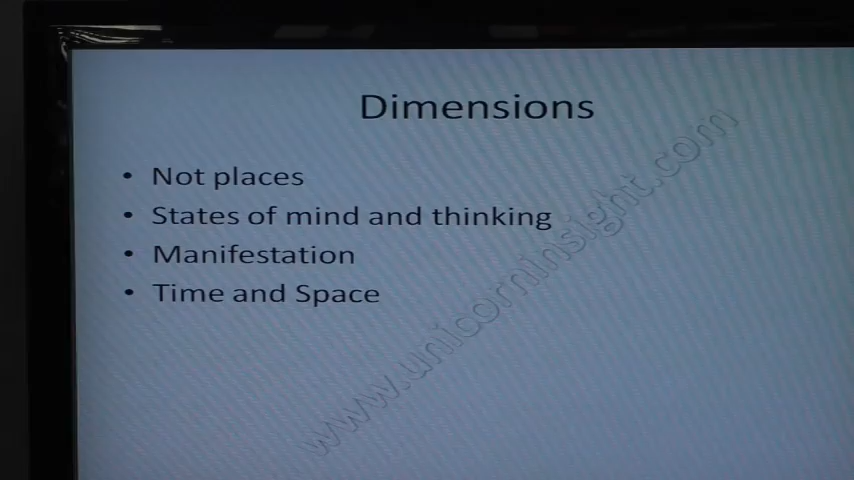 Dimensions
• Not places
• States of mind and thinking
• Manifestation
• Time and Space
www.unicorninsight.com